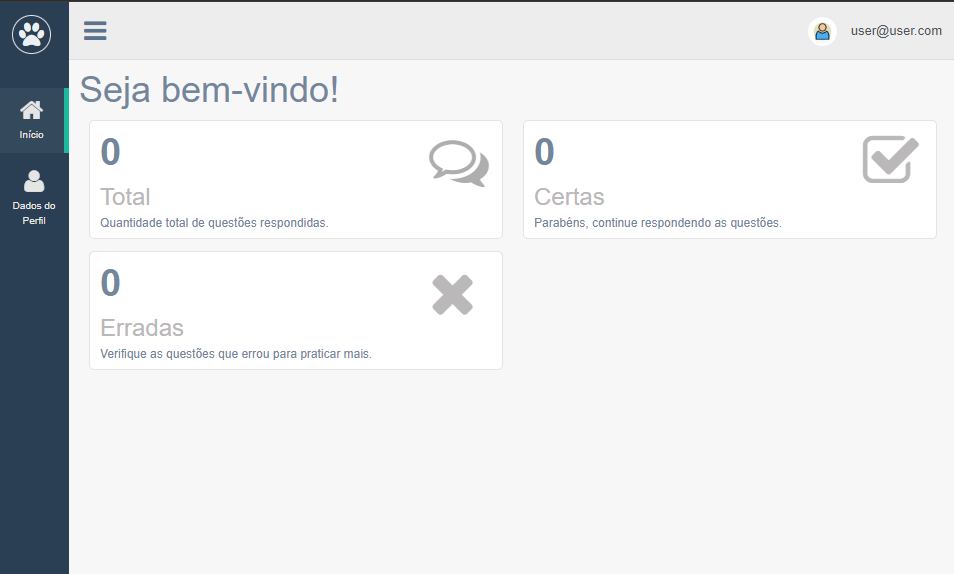 user@user.com
Início
Dados do
Perfil
Seja bem-vindo!
0
Total
Quantidade total de questões respondidas.
0
Certas
Parabéns, continue respondendo as questões.
0
Erradas
Verifique as questões que errou para praticar mais.